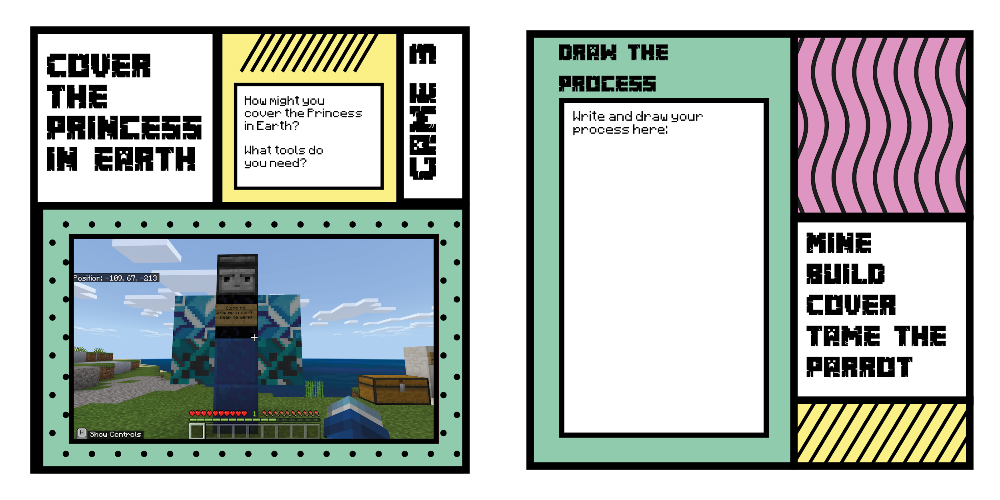 COVER
THE
PRINCESS
IN EARTH
How might you
cover the Princess
in Earth?
What tools do
you need?
Position: -109, 67, -213
Clone me.
Wrap me in earth.
Keep me warm!
1
H
Show Controls
DRAW THE
PROCESS
Write and draw your
process here:
MINE
BUILD
COVER
TAME THE
PARROT